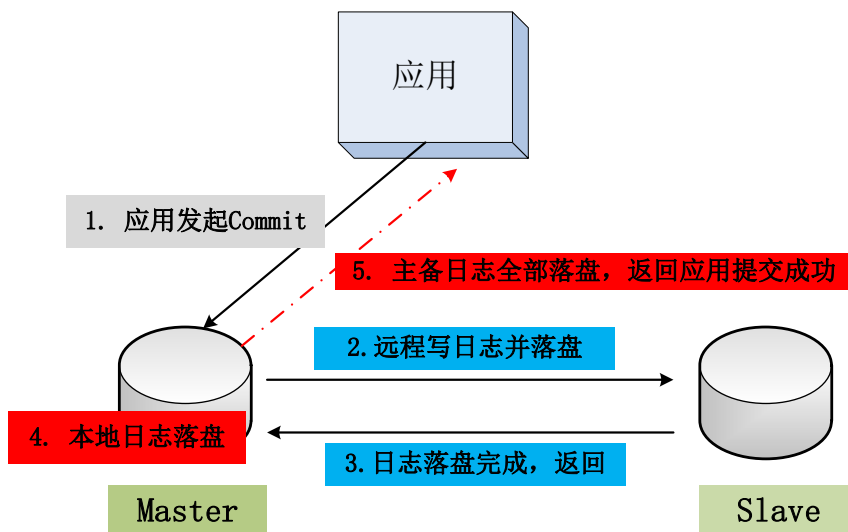 应用
1. 应用发起Commit
5. 主备日志全部落盘，返回应用提交成功
2.远程写日志并落盘
4. 本地日志落盘
3.日志落盘完成，返回
Master
Slave